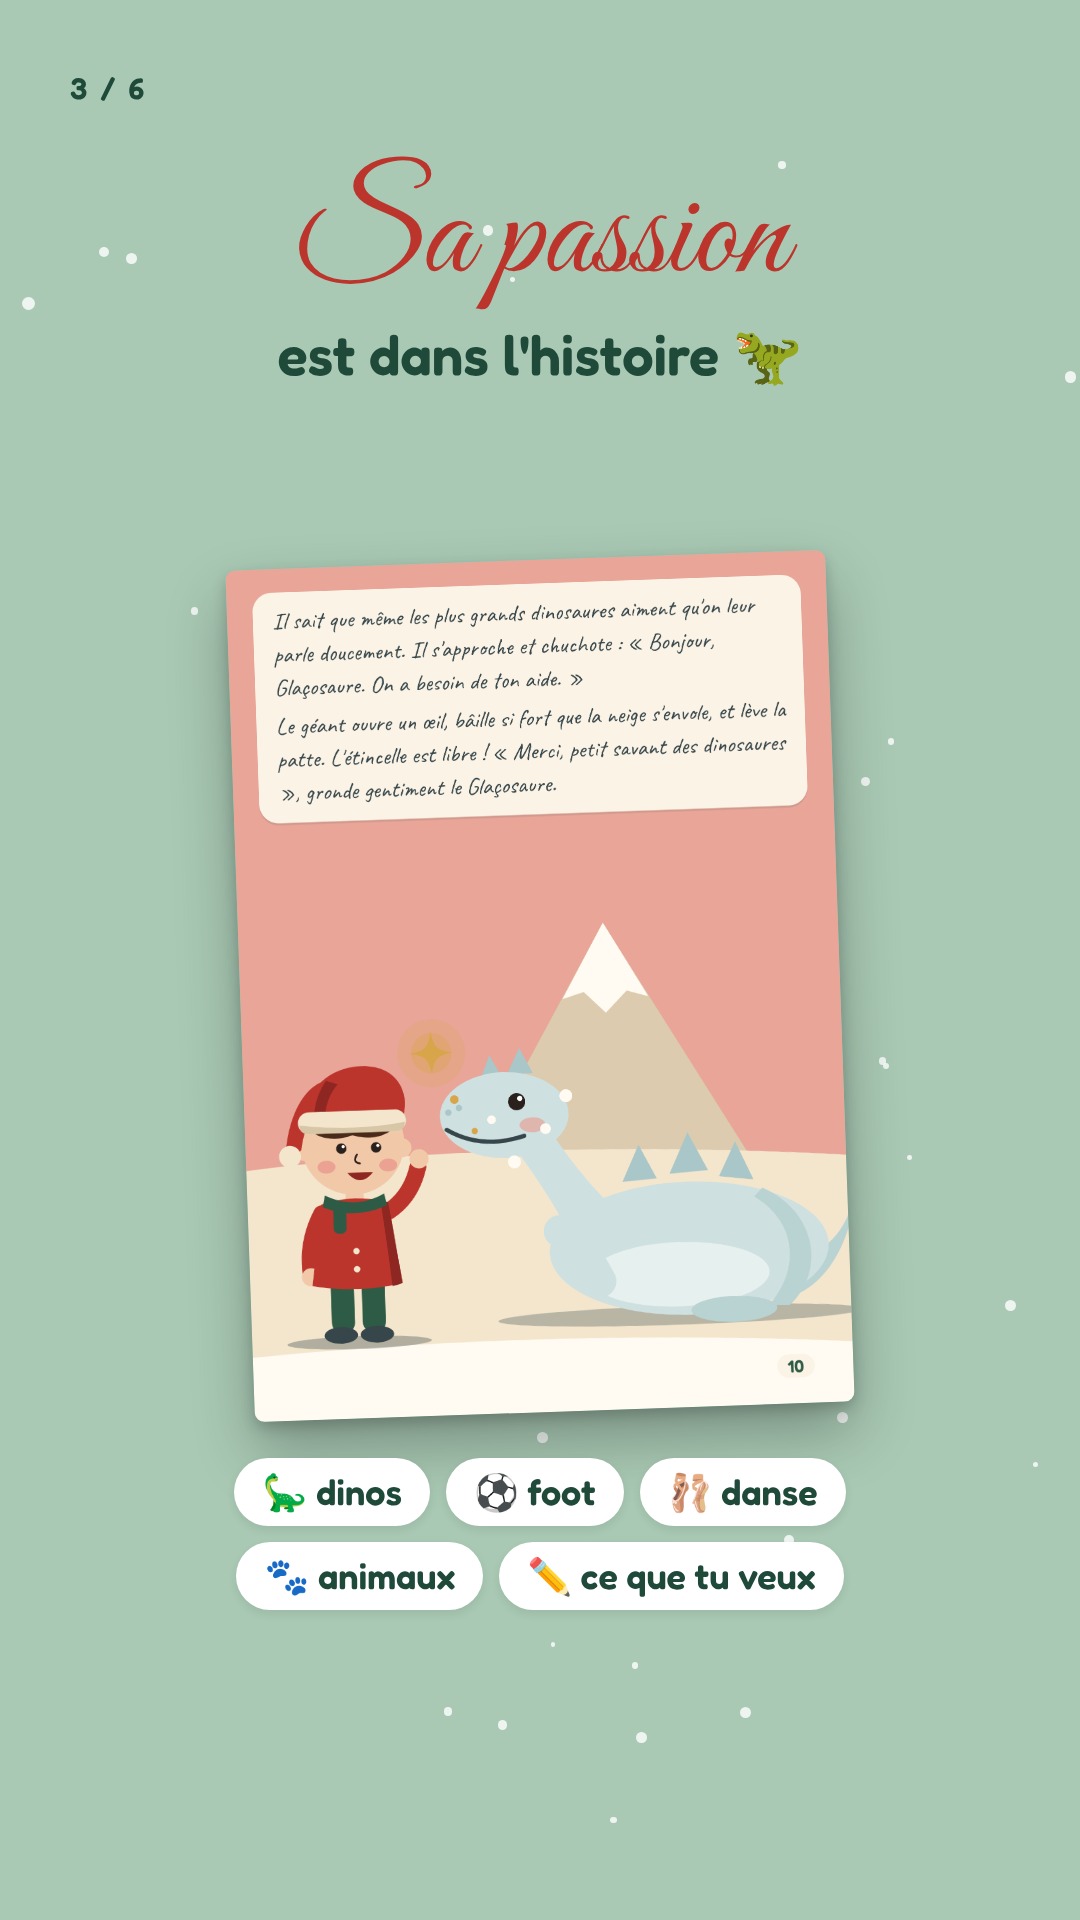 3 / 6
Sa passion
est dans l'histoire 🦖
Il sait que même les plus grands dinosaures aiment qu'on leur
parle doucement. Il s'approche et chuchote : « Bonjour,
Glaçosaure. On a besoin de ton aide. »
Le géant ouvre un œil, bâille si fort que la neige s'envole, et lève la
patte. L'étincelle est libre ! « Merci, petit savant des dinosaures
», gronde gentiment le Glaçosaure.
10
🦕 dinos ⚽ foot 🩰 danse
🐾 animaux ✏️ ce que tu veux